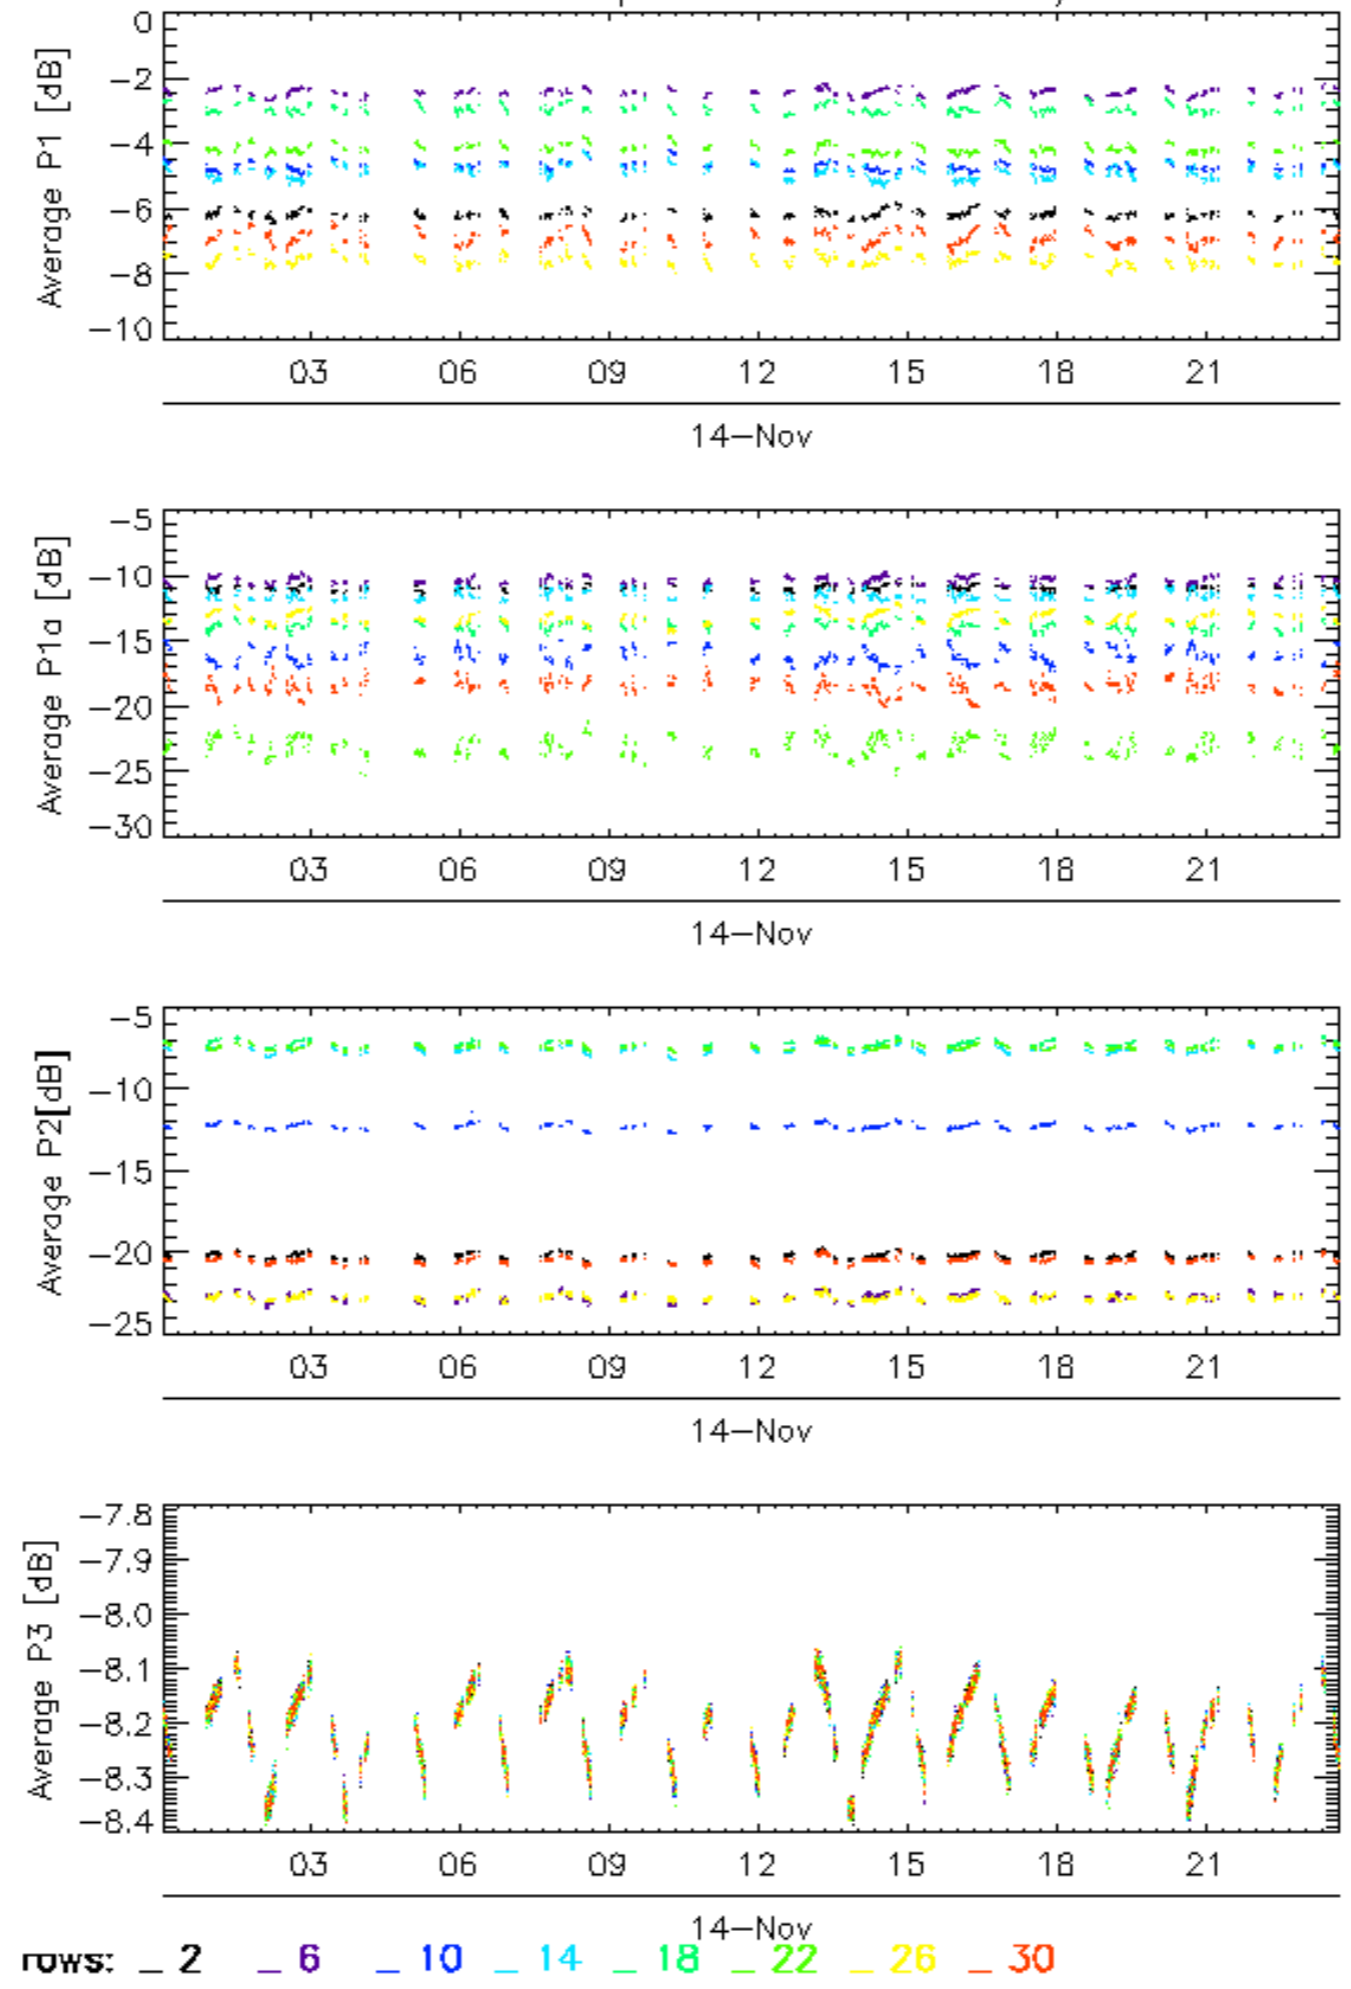 Average P1 [dB]
0
−2
−4
−6
−8
−10
03 06 09 12 15 18 21
14−Nov
Average P1a [dB]
−5
−10
−15
−20
−25
−30
03 06 09 12 15 18 21
14−Nov
Average P2[dB]
−5
−10
−15
−20
−25
03 06 09 12 15 18 21
14−Nov
Average P3 [dB]
−7.8
−7.9
−8.0
−8.1
−8.2
−8.3
−8.4
03 06 09 12 15 18 21
14−Nov
rows: _ 2 _ 6 _ 10 _ 14 _ 18 _ 22 _ 26 _ 30